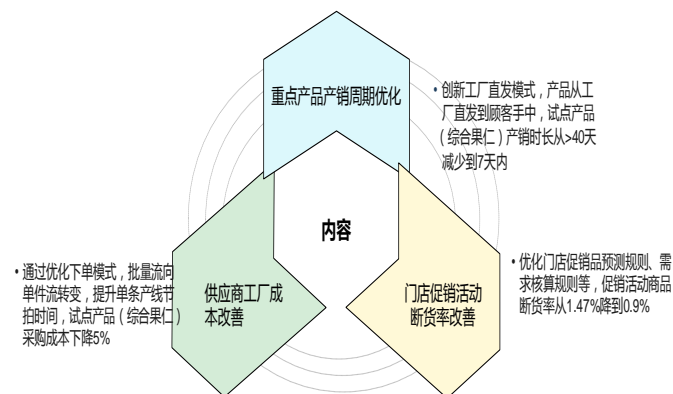 重点产品产销周期优化
• 创新工厂直发模式，产品从工
厂直发到顾客手中，试点产品
（综合果仁）产销时长从>40天
减少到7天内
内容
• 通过优化下单模式，批量流向
单件流转变，提升单条产线节
拍时间，试点产品（综合果仁）
采购成本下降5%
供应商工厂成
本改善
门店促销活动
断货率改善
• 优化门店促销品预测规则、需
求核算规则等，促销活动商品
断货率从1.47%降到0.9%